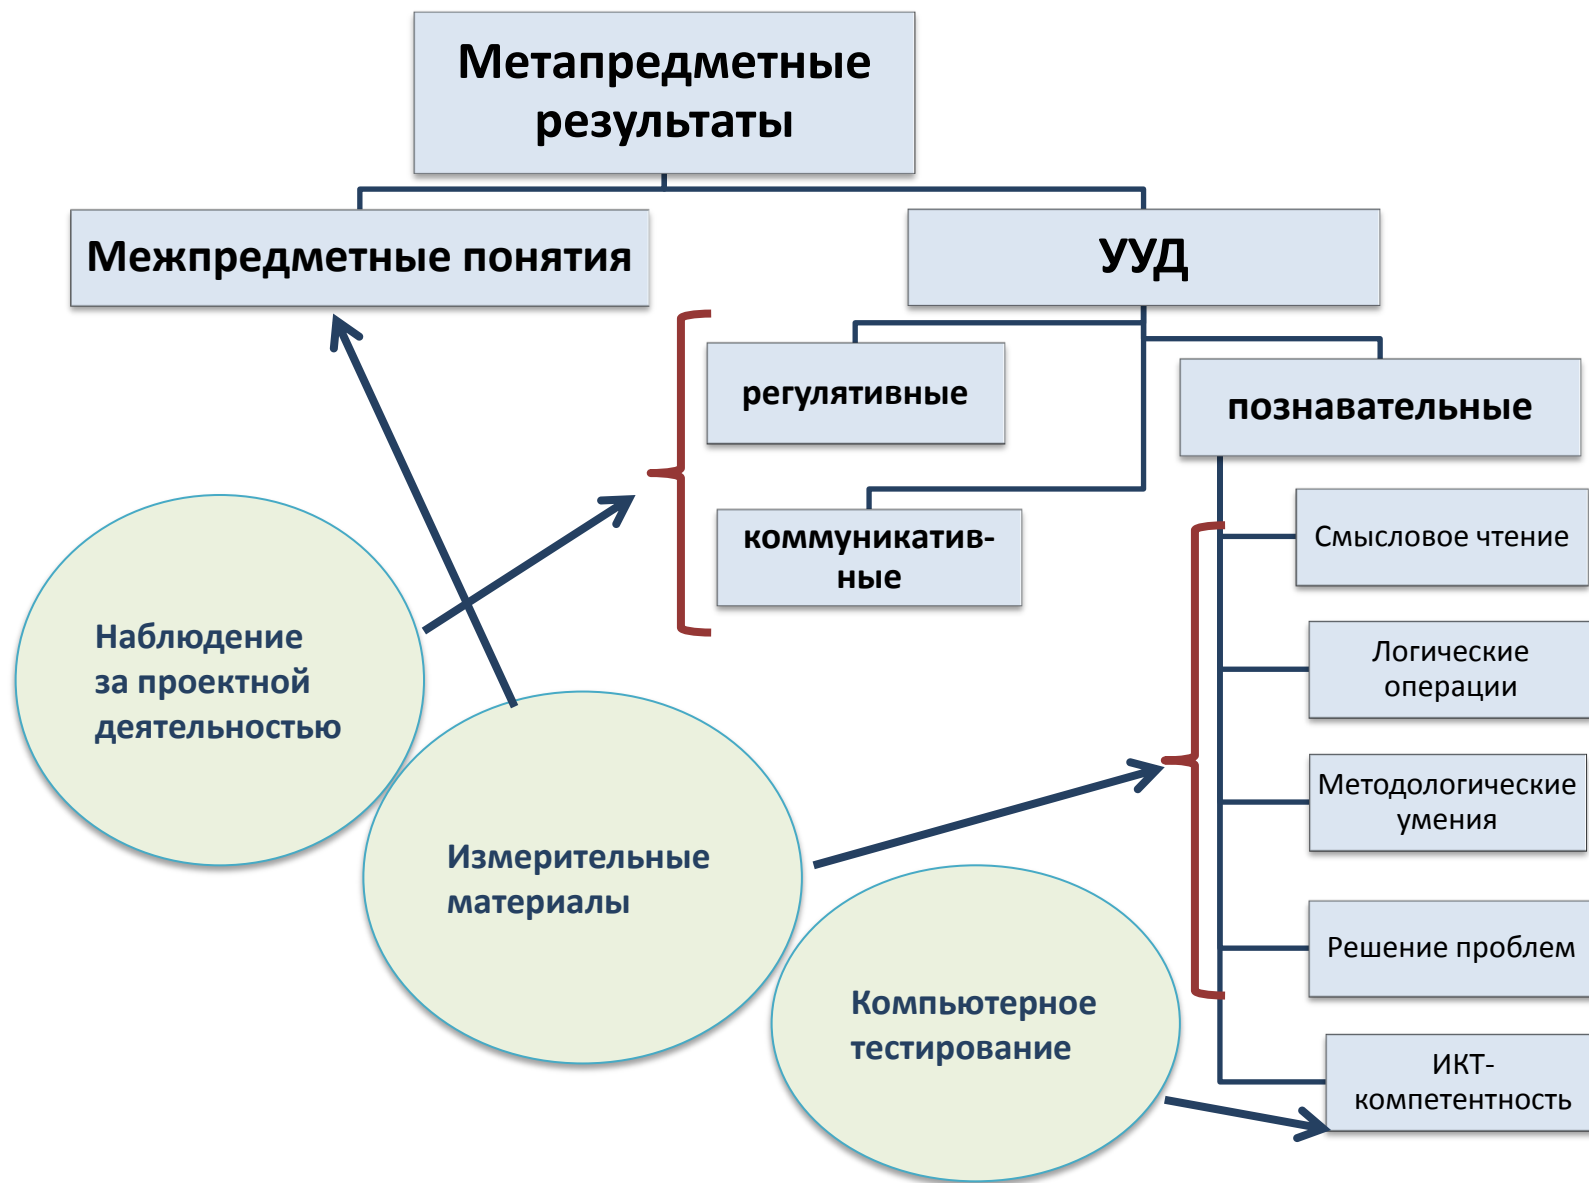 Метапредметные
результаты
Межпредметные понятия
УУД
регулятивные
познавательные
коммуникатив-
ные
Смысловое чтение
Логические
операции
Методологические
умения
Решение проблем
ИКТ-
компетентность
Наблюдение
за проектной
деятельностью
Измерительные
материалы
Компьютерное
тестирование